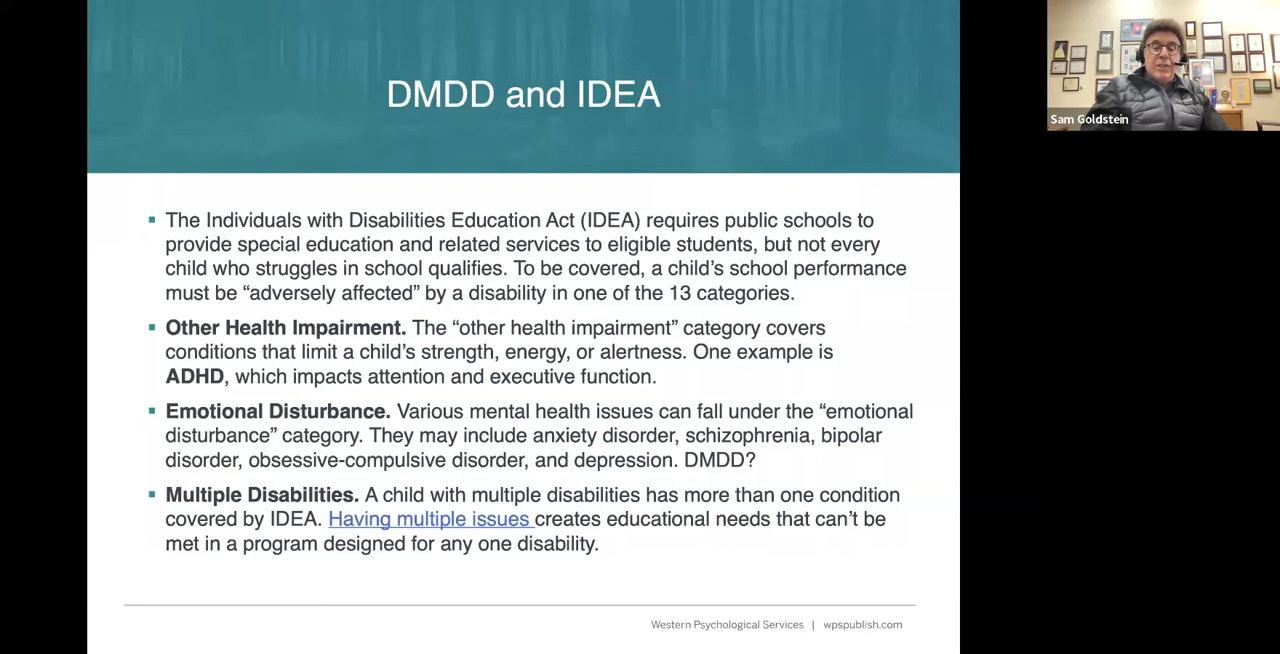 DMDD and IDEA
Sam Goldstein
▪ The Individuals with Disabilities Education Act (IDEA) requires public schools to
provide special education and related services to eligible students, but not every
child who struggles in school qualifies. To be covered, a child’s school performance
must be “adversely affected” by a disability in one of the 13 categories.
▪ Other Health Impairment. The “other health impairment” category covers
conditions that limit a child’s strength, energy, or alertness. One example is
ADHD, which impacts attention and executive function.
▪ Emotional Disturbance. Various mental health issues can fall under the “emotional
disturbance” category. They may include anxiety disorder, schizophrenia, bipolar
disorder, obsessive-compulsive disorder, and depression. DMDD?
▪ Multiple Disabilities. A child with multiple disabilities has more than one condition
covered by IDEA. Having multiple issues creates educational needs that can’t be
met in a program designed for any one disability.
Western Psychological Services | wpspublish.com